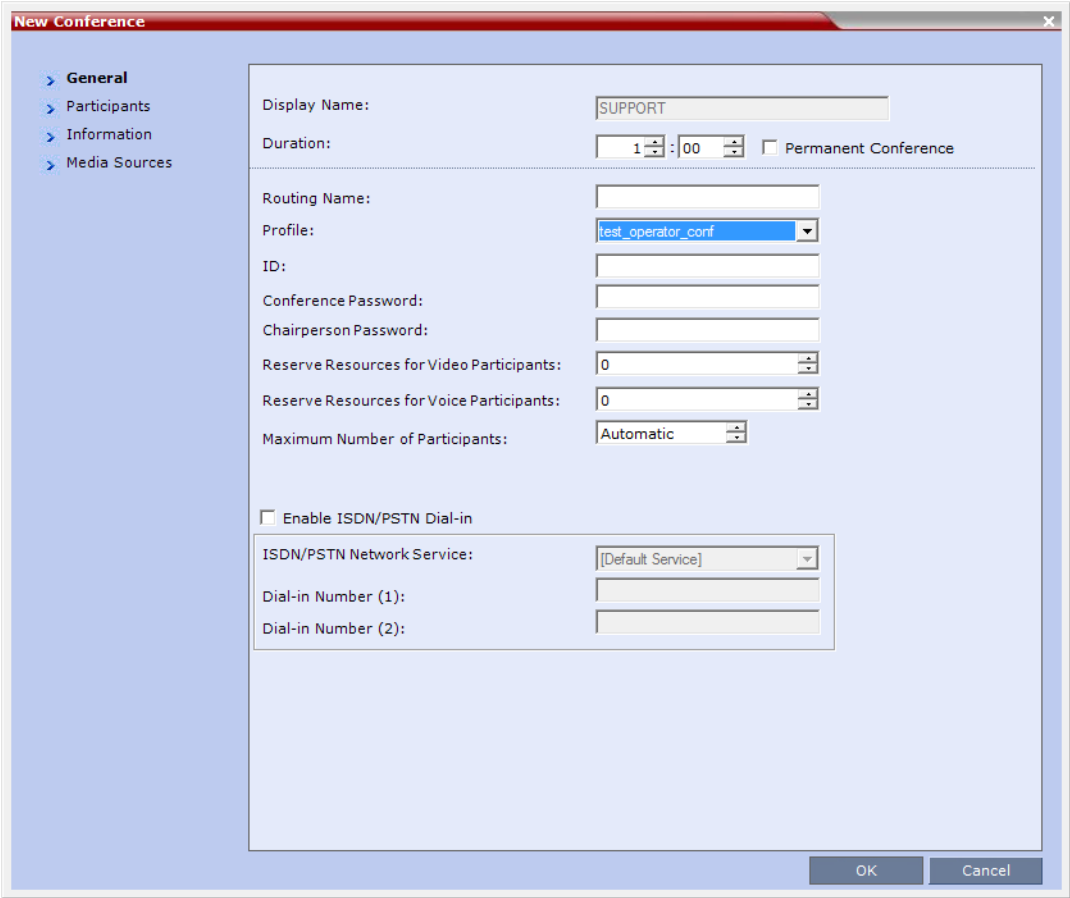 New Conference
General
Participants
Information
Media Sources
Display Name: SUPPORT
Duration: 1 : 00 Permanent Conference
Routing Name:
Profile: test_operator_conf
ID:
Conference Password:
Chairperson Password:
Reserve Resources for Video Participants: 0
Reserve Resources for Voice Participants: 0
Maximum Number of Participants: Automatic
Enable ISDN/PSTN Dial-in
ISDN/PSTN Network Service: [Default Service]
Dial-in Number (1):
Dial-in Number (2):
OK Cancel